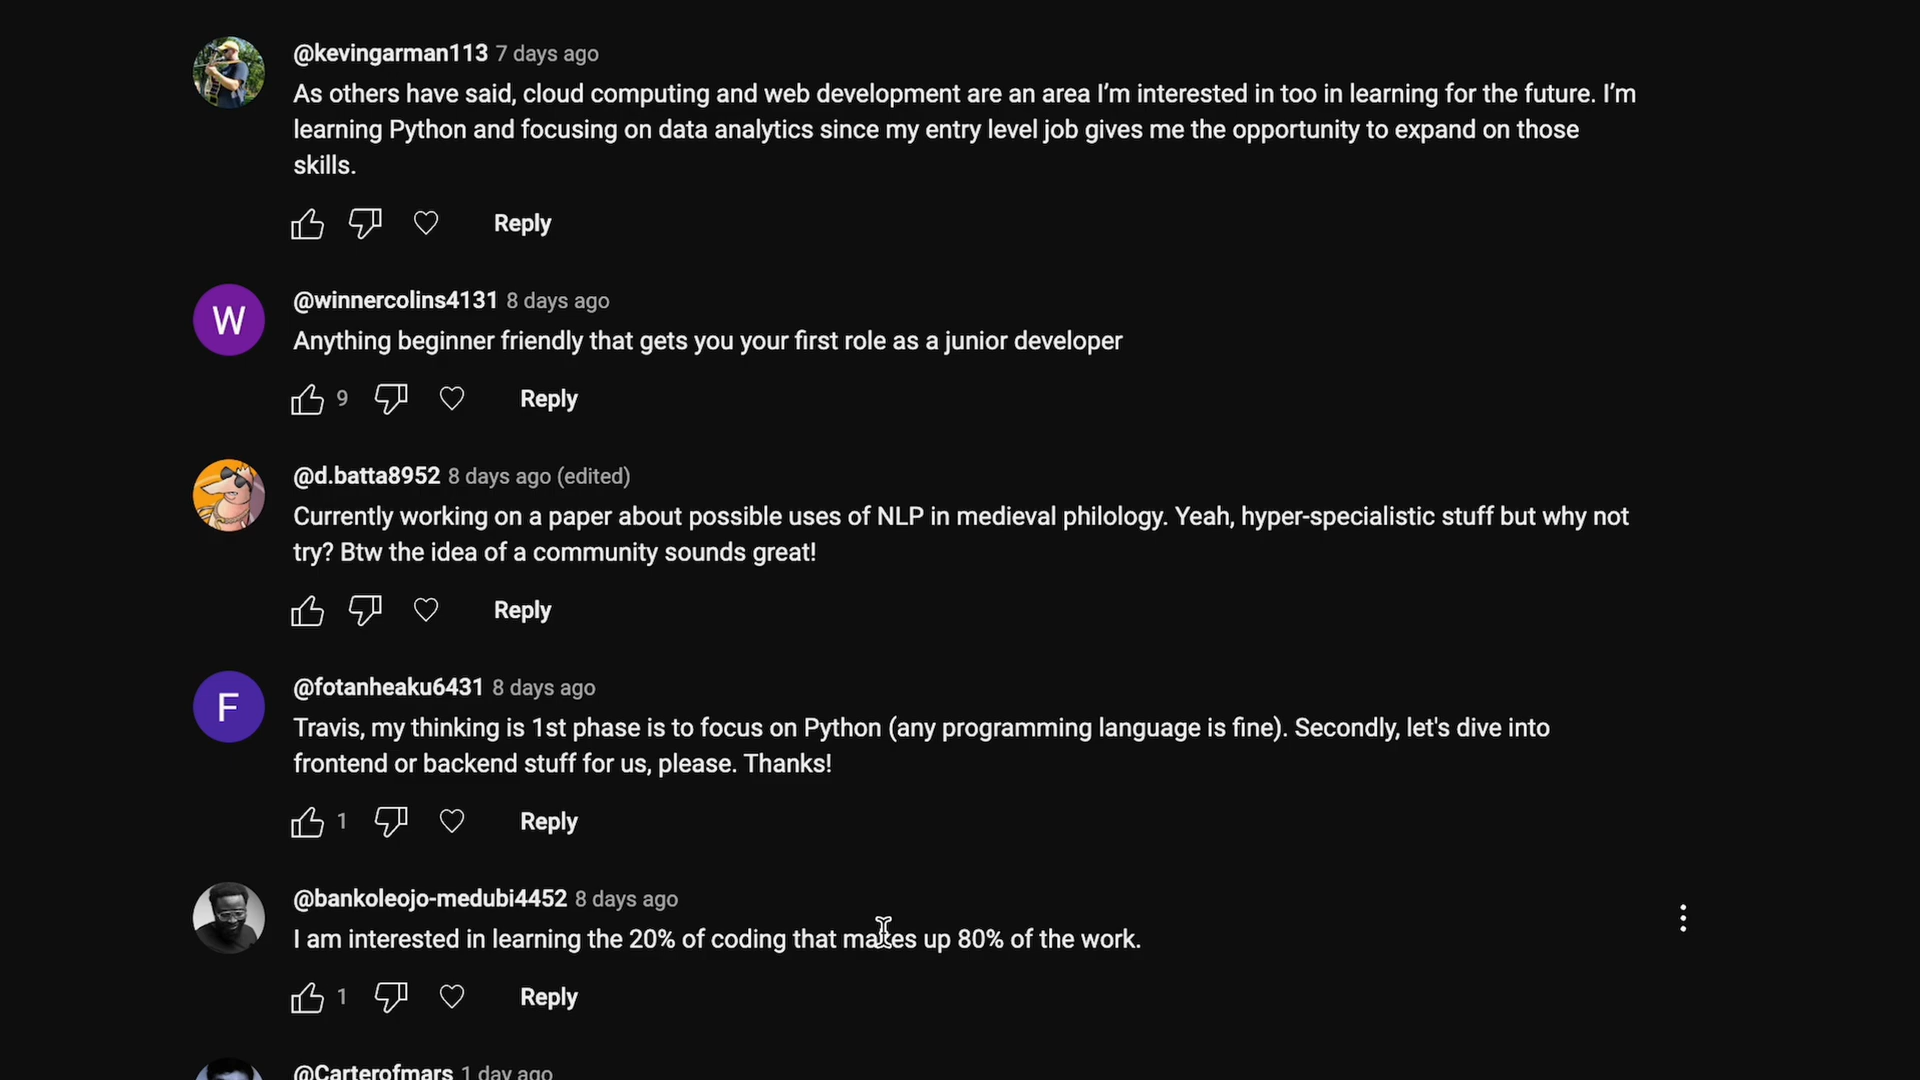 @kevingarman113 7 days ago
As others have said, cloud computing and web development are an area I’m interested in too in learning for the future. I’m
learning Python and focusing on data analytics since my entry level job gives me the opportunity to expand on those
skills.
Reply
W
@winnercolins4131 8 days ago
Anything beginner friendly that gets you your first role as a junior developer
9 Reply
@d.batta8952 8 days ago (edited)
Currently working on a paper about possible uses of NLP in medieval philology. Yeah, hyper-specialistic stuff but why not
try? Btw the idea of a community sounds great!
Reply
F
@fotanheaku6431 8 days ago
Travis, my thinking is 1st phase is to focus on Python (any programming language is fine). Secondly, let's dive into
frontend or backend stuff for us, please. Thanks!
1 Reply
@bankoleojo-medubi4452 8 days ago
I am interested in learning the 20% of coding that makes up 80% of the work.
1 Reply
@Carterofmars 1 day ago